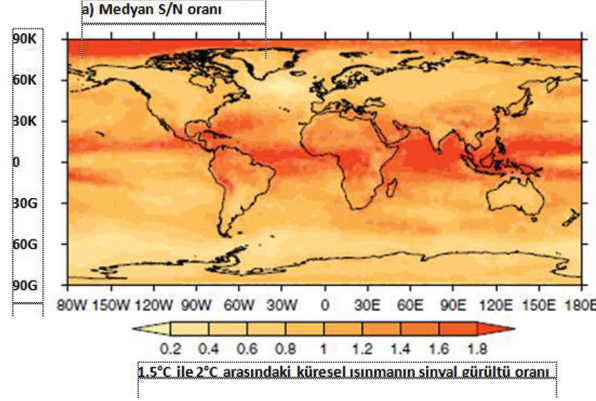 a) Medyan S/N oranı
90K
60K
30K
0
30G
60G
90G
80W 150W 120W 90W 60W 30W 0 30E 60E 90E 120E 150E 180E
0.2 0.4 0.6 0.8 1 1.2 1.4 1.6 1.8
1.5°C ile 2°C arasındaki küresel ısınmanın sinyal gürültü oranı